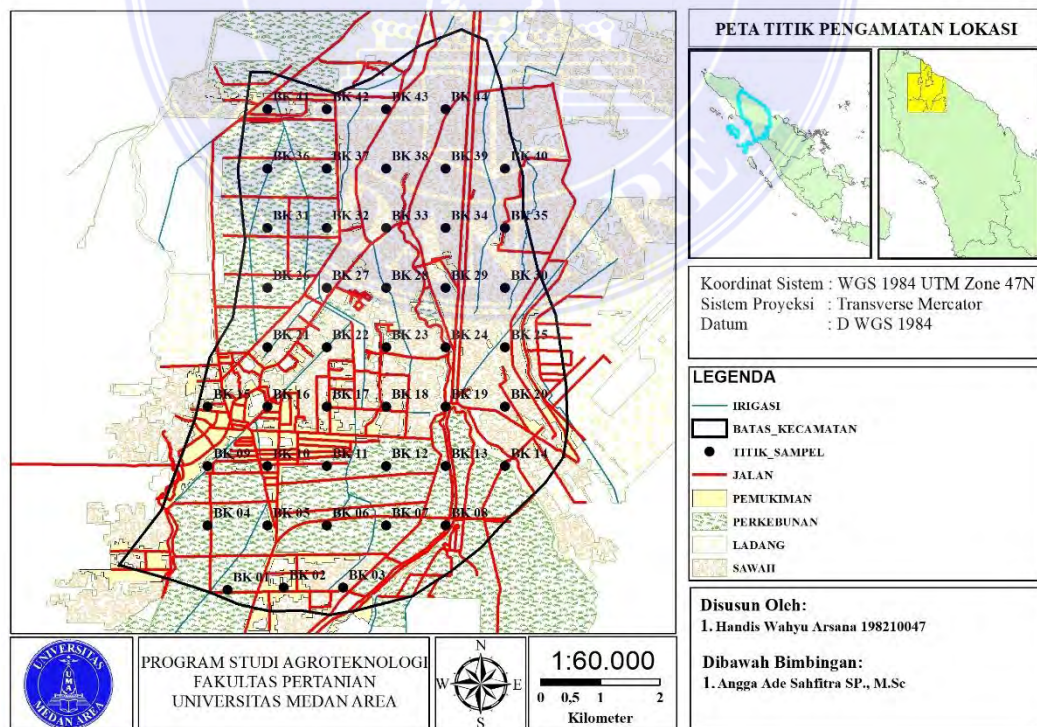 PETA TITIK PENGAMATAN LOKASI
BK 41 BK 42 BK 43 BK 44
BK 36 BK 37 BK 38 BK 39 BK 40
BK 31 BK 32 BK 33 BK 34 BK 35
BK 26 BK 27 BK 28 BK 29 BK 30
BK 21 BK 22 BK 23 BK 24 BK 25
BK 15 BK 16 BK 17 BK 18 BK 19 BK 20
BK 09 BK 10 BK 11 BK 12 BK 13 BK 14
BK 04 BK 05 BK 06 BK 07 BK 08
BK 01 BK 02 BK 03
Koordinat Sistem : WGS 1984 UTM Zone 47N
Sistem Proyeksi : Transverse Mercator
Datum : D WGS 1984
LEGENDA
IRIGASI
BATAS_KECAMATAN
TITIK_SAMPEL
JALAN
PEMUKIMAN
PERKEBUNAN
LADANG
SAWAH
Disusun Oleh:
1. Handis Wahyu Arsana 198210047
Dibawah Bimbingan:
1. Angga Ade Sahfitra SP., M.Sc
UNIVERSITAS
UMA
MEDAN AREA
PROGRAM STUDI AGROTEKNOLOGI
FAKULTAS PERTANIAN
UNIVERSITAS MEDAN AREA
N
W E
S
1:60.000
0 0,5 1 2
Kilometer